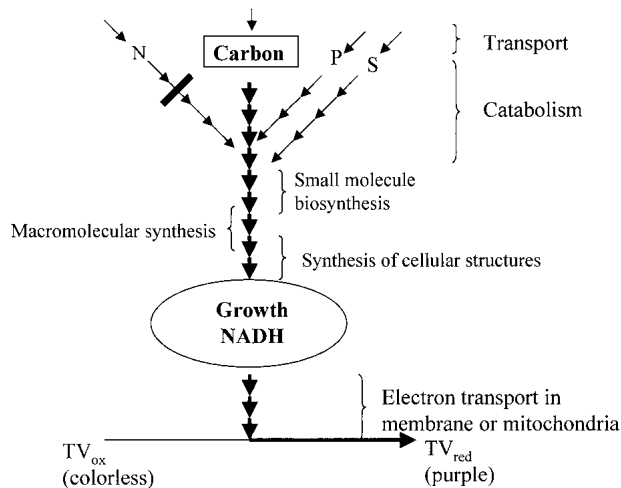 N
Carbon
P
S
Transport
Catabolism
Small molecule
biosynthesis
Macromolecular synthesis
Synthesis of cellular structures
Growth
NADH
Electron transport in
membrane or mitochondria
TVox
(colorless)
TVred
(purple)